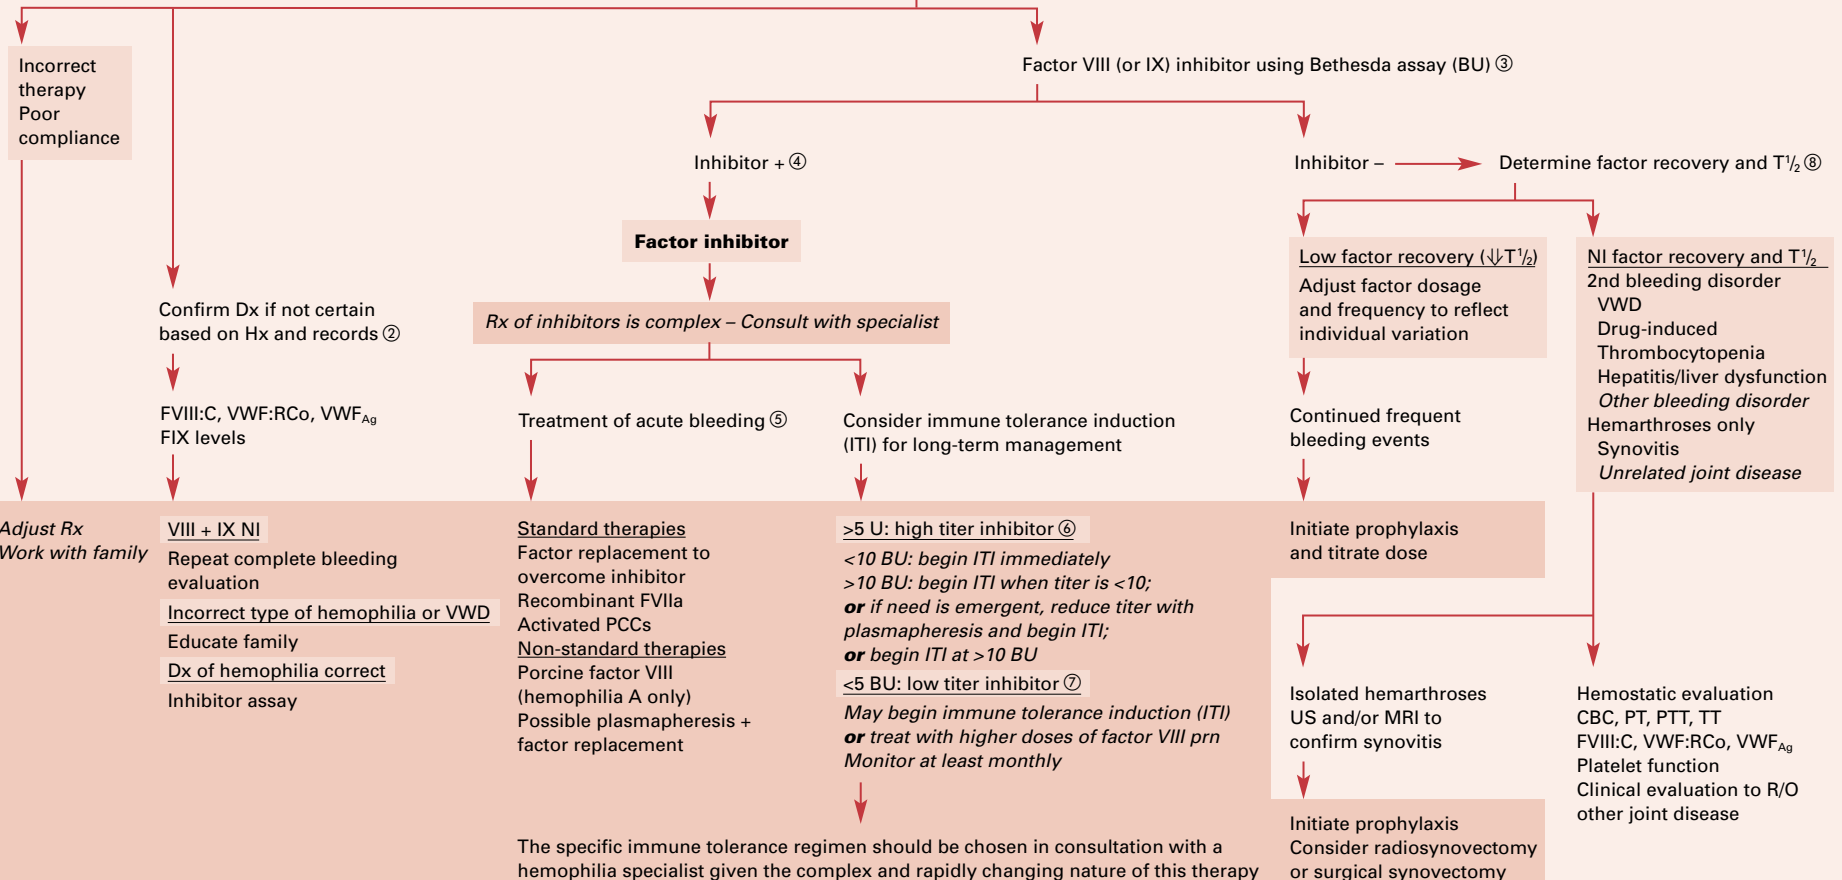 Incorrect
therapy
Poor
compliance
Factor VIII (or IX) inhibitor using Bethesda assay (BU) ③
Inhibitor + ④
Inhibitor –
Determine factor recovery and T½ ⑧
Factor inhibitor
Rx of inhibitors is complex – Consult with specialist
Low factor recovery (⇓T½)
Adjust factor dosage
and frequency to reflect
individual variation
Nl factor recovery and T½
2nd bleeding disorder
VWD
Drug-induced
Thrombocytopenia
Hepatitis/liver dysfunction
Other bleeding disorder
Hemarthroses only
Synovitis
Unrelated joint disease
Confirm Dx if not certain
based on Hx and records ②
FVIII:C, VWF:RCo, VWFAg
FIX levels
Treatment of acute bleeding ⑤
Consider immune tolerance induction
(ITI) for long-term management
Continued frequent
bleeding events
Adjust Rx
Work with family
VIII + IX Nl
Repeat complete bleeding
evaluation
Incorrect type of hemophilia or VWD
Educate family
Dx of hemophilia correct
Inhibitor assay
Standard therapies
Factor replacement to
overcome inhibitor
Recombinant FVIIa
Activated PCCs
Non-standard therapies
Porcine factor VIII
(hemophilia A only)
Possible plasmapheresis +
factor replacement
>5 U: high titer inhibitor ⑥
<10 BU: begin ITI immediately
>10 BU: begin ITI when titer is <10;
or if need is emergent, reduce titer with
plasmapheresis and begin ITI;
or begin ITI at >10 BU
<5 BU: low titer inhibitor ⑦
May begin immune tolerance induction (ITI)
or treat with higher doses of factor VIII prn
Monitor at least monthly
Initiate prophylaxis
and titrate dose
Isolated hemarthroses
US and/or MRI to
confirm synovitis
Hemostatic evaluation
CBC, PT, PTT, TT
FVIII:C, VWF:RCo, VWFAg
Platelet function
Clinical evaluation to R/O
other joint disease
The specific immune tolerance regimen should be chosen in consultation with a
hemophilia specialist given the complex and rapidly changing nature of this therapy
Initiate prophylaxis
Consider radiosynovectomy
or surgical synovectomy